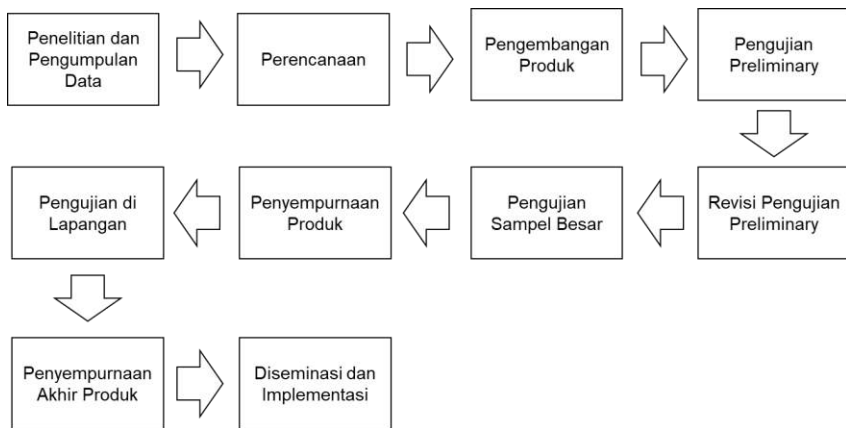 Penelitian dan
Pengumpulan
Data
Perencanaan
Pengembangan
Produk
Pengujian
Preliminary
Revisi Pengujian
Preliminary
Pengujian
Sampel Besar
Penyempurnaan
Produk
Pengujian di
Lapangan
Penyempurnaan
Akhir Produk
Diseminasi dan
Implementasi